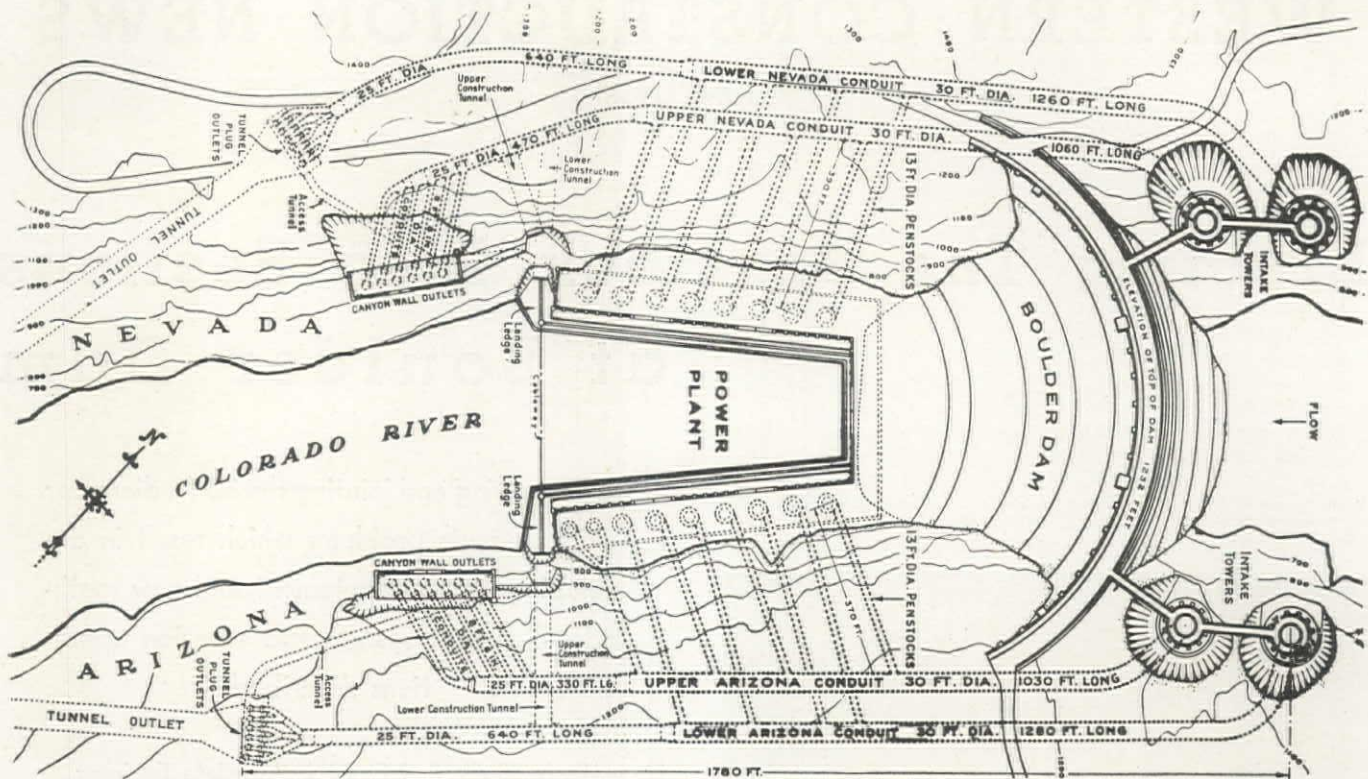 25 FT. DIA. 640 FT. LONG LOWER NEVADA CONDUIT 30 FT. DIA. 1260 FT. LONG
25 FT. DIA. 470 FT. LONG UPPER NEVADA CONDUIT 30 FT. DIA. 1060 FT. LONG
Upper
Construction
Tunnel
Lower
Construction
Tunnel
TUNNEL
PLUG
OUTLETS
Access
Tunnel
TUNNEL OUTLET
CANYON WALL OUTLETS
13 FT. DIA. PENSTOCKS
INTAKE
TOWERS
NEVADA
Landing
Ledge
Cableway
POWER
PLANT
BOULDER DAM
ELEVATION OF TOP OF DAM 1232 FEET
FLOW
N
COLORADO RIVER
Landing
Ledge
CANYON WALL OUTLETS
13 FT. DIA. PENSTOCKS
370 FT.
INTAKE
TOWERS
ARIZONA
TUNNEL
PLUG
OUTLETS
Access
Tunnel
Upper
Construction
Tunnel
25 FT. DIA. 330 FT. LG. UPPER ARIZONA CONDUIT 30 FT. DIA. 1030 FT. LONG
Lower Construction Tunnel
TUNNEL OUTLET
25 FT. DIA. 640 FT. LONG LOWER ARIZONA CONDUIT 30 FT. DIA. 1280 FT. LONG
1780 FT.